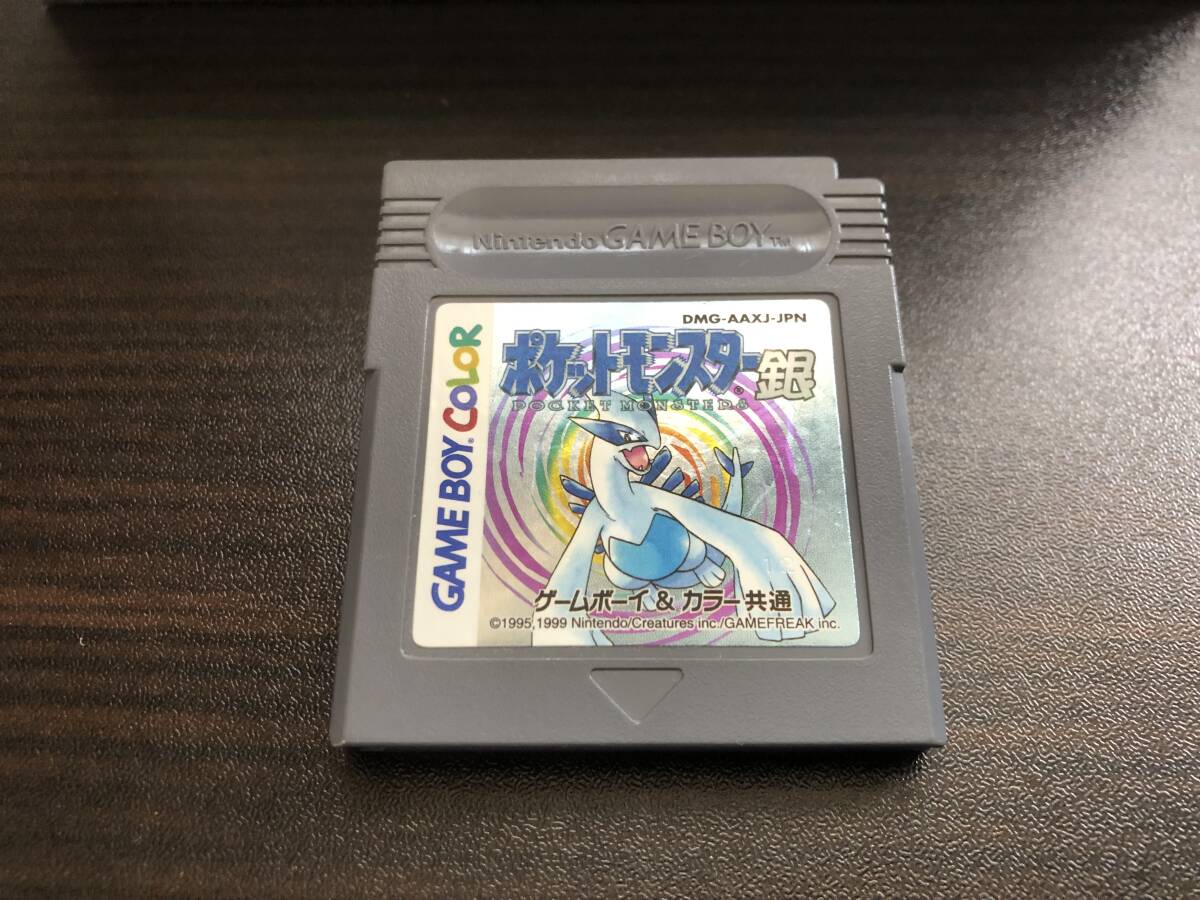 Nintendo GAME BOY TM
DMG-AAXJ-JPN
ポケットモンスター® 銀
POCKET MONSTERS
GAME BOY® COLOR
ゲームボーイ & カラー共通
©1995,1999 Nintendo/Creatures inc./GAMEFREAK inc.